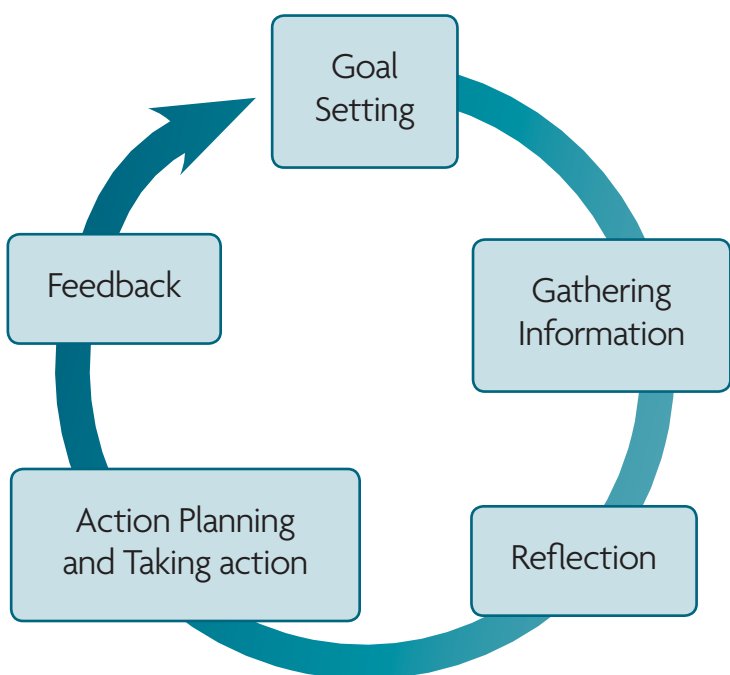 Goal
Setting
Gathering
Information
Reflection
Action Planning
and Taking action
Feedback